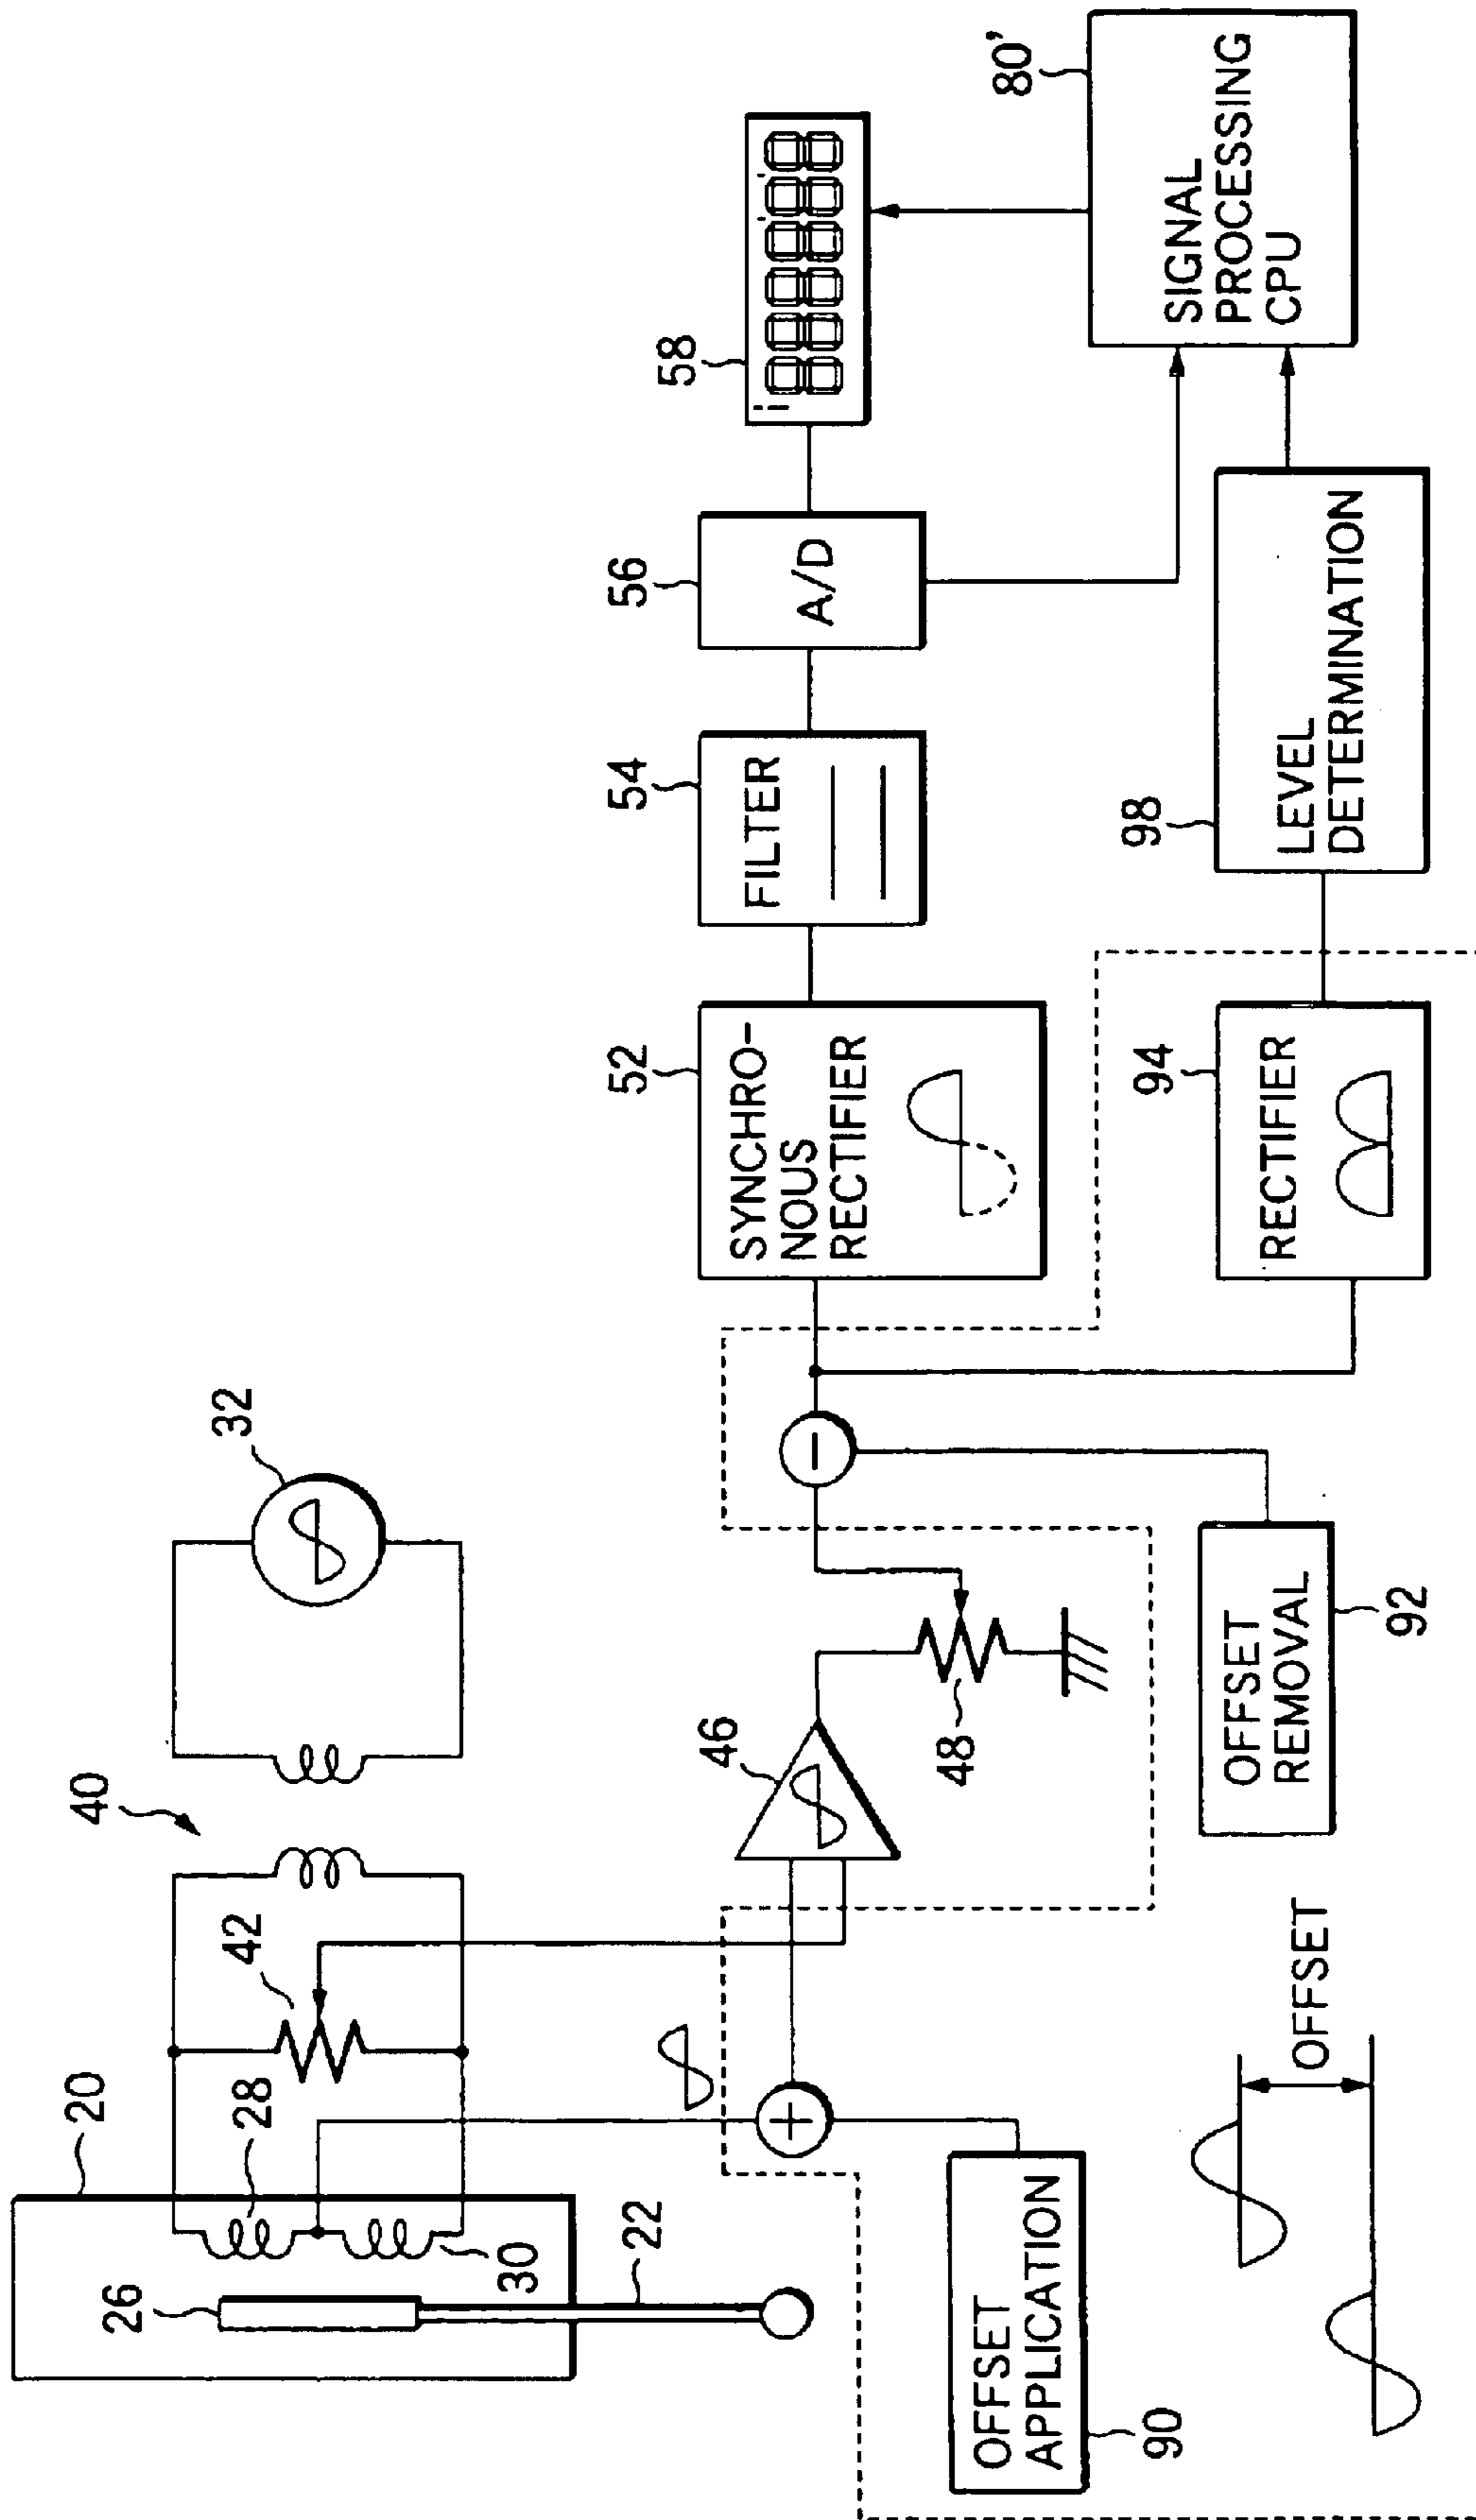 20
26
28
30
22
42
40
32
46
48
OFFSET
APPLICATION
90
OFFSET
OFFSET
REMOVAL
92
SYNCHRO-
NOUS
RECTIFIER
52
FILTER
54
A/D
56
58
RECTIFIER
94
LEVEL
DETERMINATION
98
SIGNAL
PROCESSING
CPU
80'